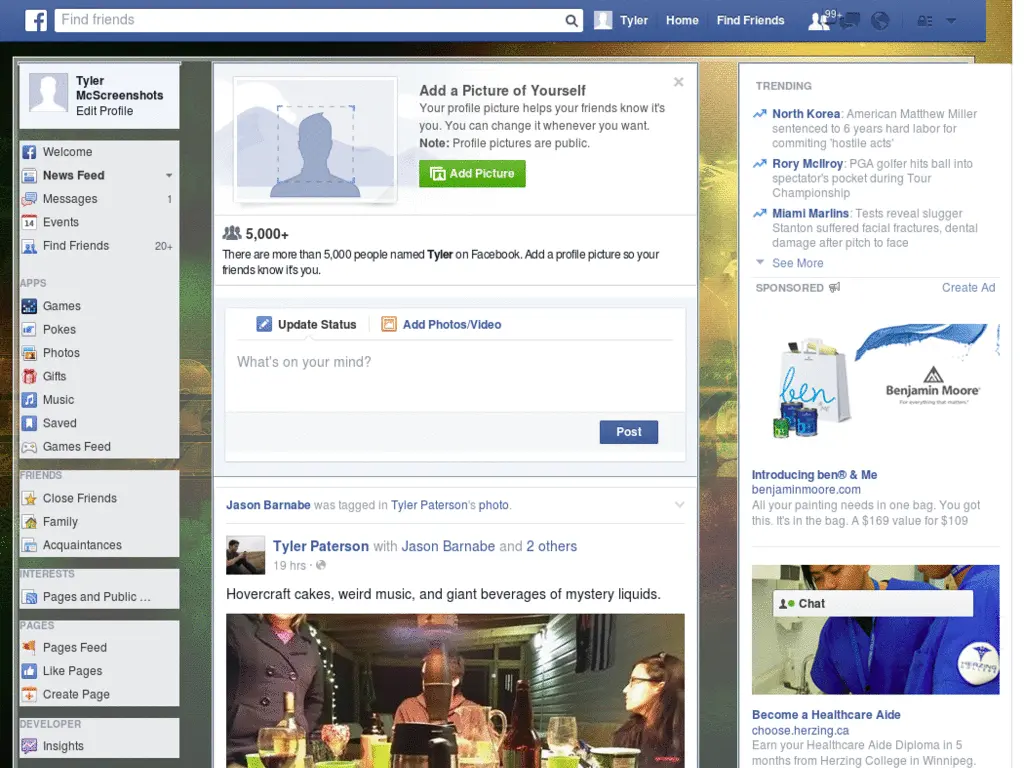 Find friends
Tyler
Home
Find Friends
99+
Tyler
McScreenshots
Edit Profile
Welcome
News Feed
Messages 1
14 Events
Find Friends 20+
APPS
Games
Pokes
Photos
Gifts
Music
Saved
Games Feed
FRIENDS
Close Friends
Family
Acquaintances
INTERESTS
Pages and Public ...
PAGES
Pages Feed
Like Pages
Create Page
DEVELOPER
Insights
Add a Picture of Yourself
Your profile picture helps your friends know it's
you. You can change it whenever you want.
Note: Profile pictures are public.
Add Picture
5,000+
There are more than 5,000 people named Tyler on Facebook. Add a profile picture so your
friends know it's you.
Update Status
Add Photos/Video
What's on your mind?
Post
Jason Barnabe was tagged in Tyler Paterson's photo.
Tyler Paterson with Jason Barnabe and 2 others
19 hrs ·
Hovercraft cakes, weird music, and giant beverages of mystery liquids.
TRENDING
North Korea: American Matthew Miller
sentenced to 6 years hard labor for
commiting 'hostile acts'
Rory McIlroy: PGA golfer hits ball into
spectator's pocket during Tour
Championship
Miami Marlins: Tests reveal slugger
Stanton suffered facial fractures, dental
damage after pitch to face
See More
SPONSORED
Create Ad
ben
Benjamin Moore
For everything that matters.
Introducing ben® & Me
benjaminmoore.com
All your painting needs in one bag. You got
this. It's in the bag. A $169 value for $109
Chat
HERZING
COLLEGE
Become a Healthcare Aide
choose.herzing.ca
Earn your Healthcare Aide Diploma in 5
months from Herzing College in Winnipeg.